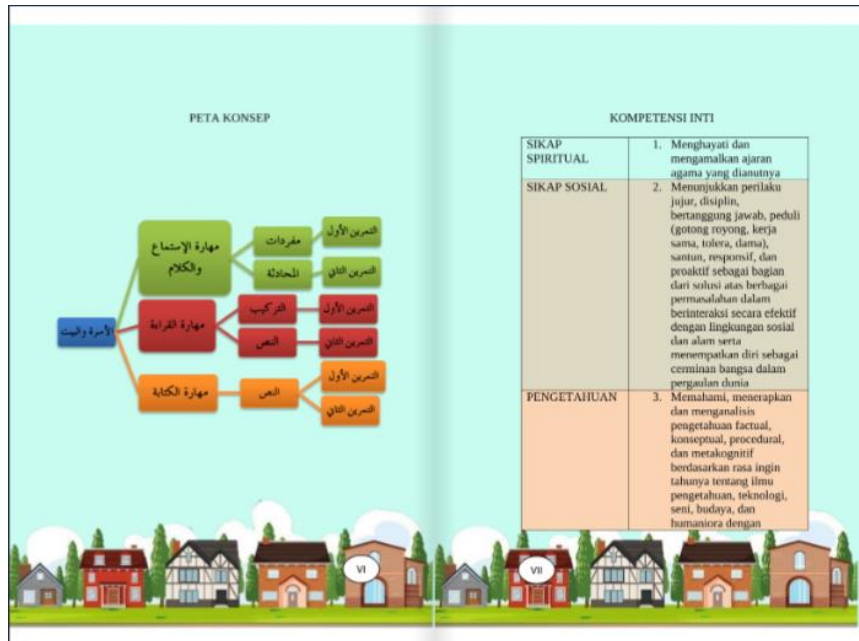 PETA KONSEP
الأسرة والبيت
مهارة الإستماع
والكلام
مفردات
التمرين الأول
المحادثة
التمرين الثاني
مهارة القراءة
التركيب
التمرين الأول
النص
التمرين الثاني
مهارة الكتابة
النص
التمرين الأول
التمرين الثاني
VI
KOMPETENSI INTI
SIKAP
SPIRITUAL
1. Menghayati dan
mengamalkan ajaran
agama yang dianutnya
SIKAP SOSIAL
2. Menunjukkan perilaku
jujur, disiplin,
bertanggung jawab, peduli
(gotong royong, kerja
sama, tolera, dama),
santun, responsif, dan
proaktif sebagai bagian
dari solusi atas berbagai
permasalahan dalam
berinteraksi secara efektif
dengan lingkungan sosial
dan alam serta
menempatkan diri sebagai
cerminan bangsa dalam
pergaulan dunia
PENGETAHUAN
3. Memahami, menerapkan
dan menganalisis
pengetahuan factual,
konseptual, procedural,
dan metakognitif
berdasarkan rasa ingin
tahunya tentang ilmu
pengetahuan, teknologi,
seni, budaya, dan
humaniora dengan
VII